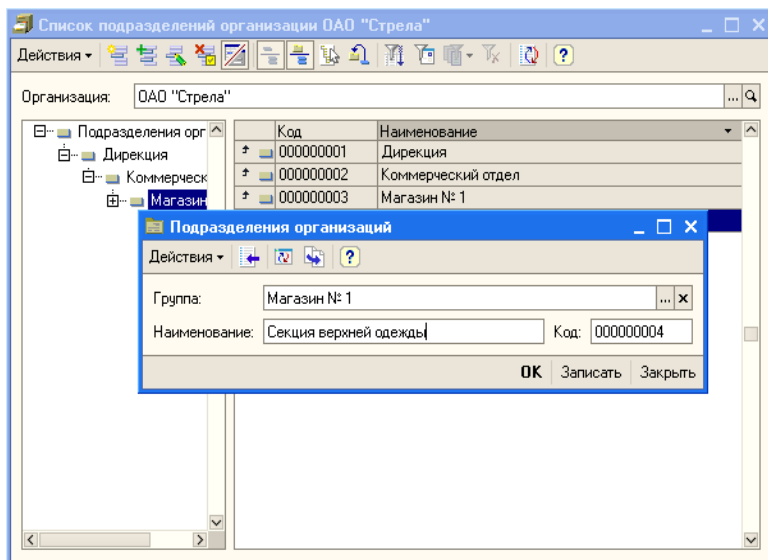 Список подразделений организации ОАО "Стрела"
Действия
Организация: ОАО "Стрела" ...
Подразделения орг
Дирекция
Коммерческ
Магазин
Код Наименование
000000001 Дирекция
000000002 Коммерческий отдел
000000003 Магазин № 1
Подразделения организаций
Действия
Группа: Магазин № 1 ...
Наименование: Секция верхней одежды Код: 000000004
ОК Записать Закрыть